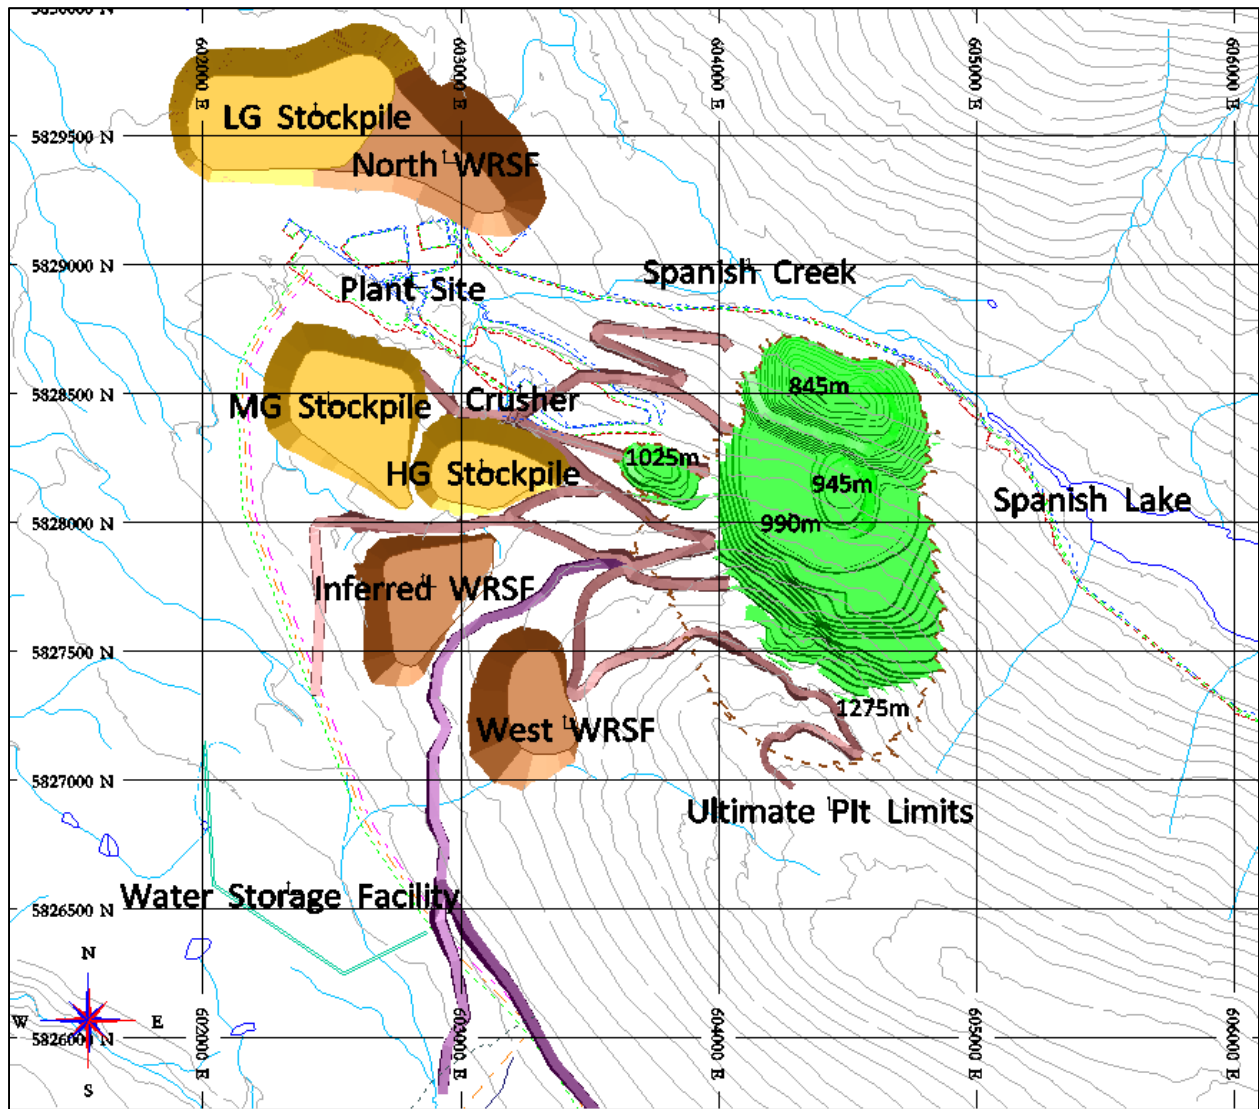 5830000 N
602000 E
603000 E
604000 E
605000 E
606000 E
LG Stockpile
5829500 N
North WRSF
5829000 N
Spanish Creek
Plant Site
845m
5828500 N
MG Stockpile
Crusher
1025m
HG Stockpile
945m
Spanish Lake
990m
5828000 N
Inferred WRSF
5827500 N
1275m
West WRSF
5827000 N
Ultimate Pit Limits
Water Storage Facility
5826500 N
N
W E
5826000 N
S
602000 E
603000 E
604000 E
605000 E
606000 E